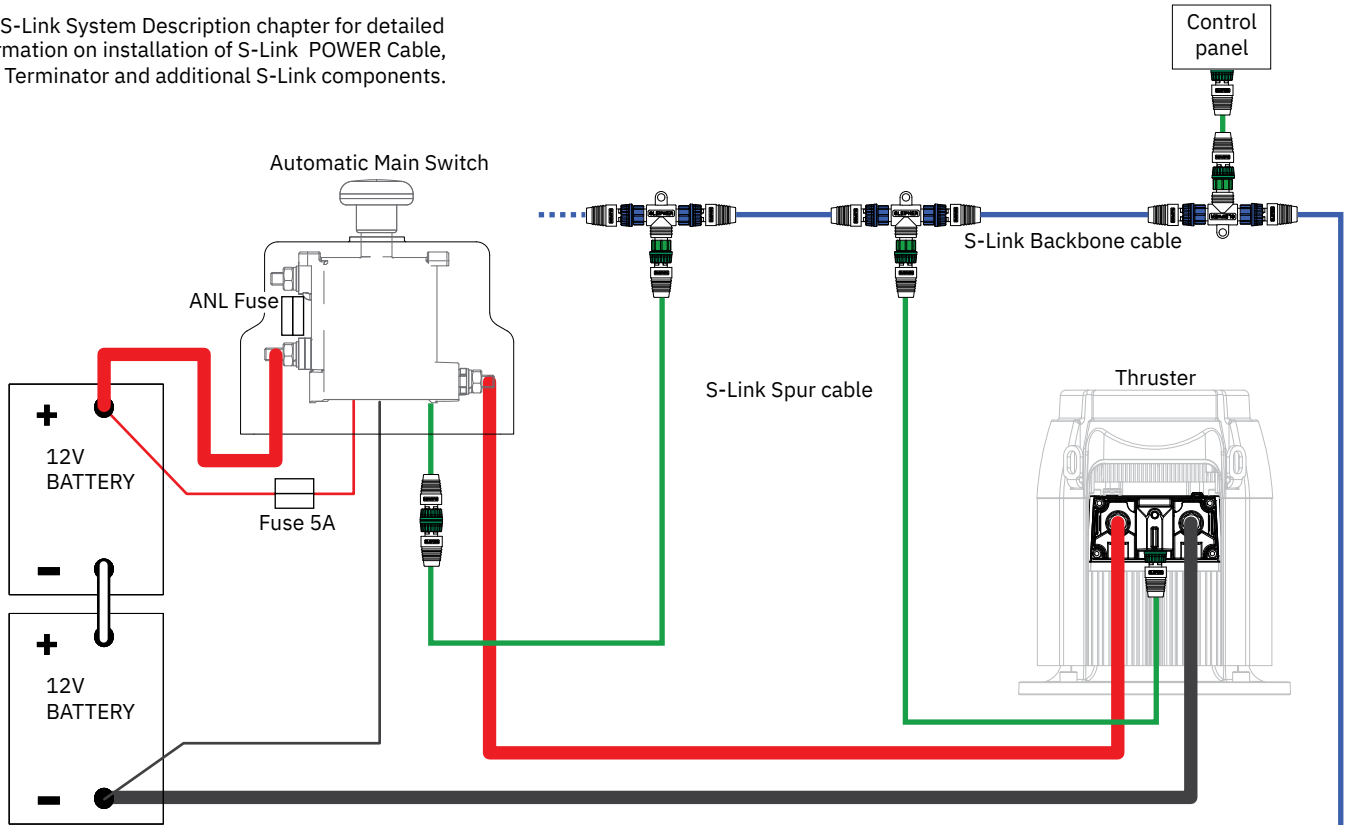 S-Link System Description chapter for detailed
rmation on installation of S-Link POWER Cable,
Terminator and additional S-Link components.
Control
panel
Automatic Main Switch
S-Link Backbone cable
ANL Fuse
S-Link Spur cable
Thruster
+
12V
BATTERY
Fuse 5A
-
+
12V
BATTERY
-